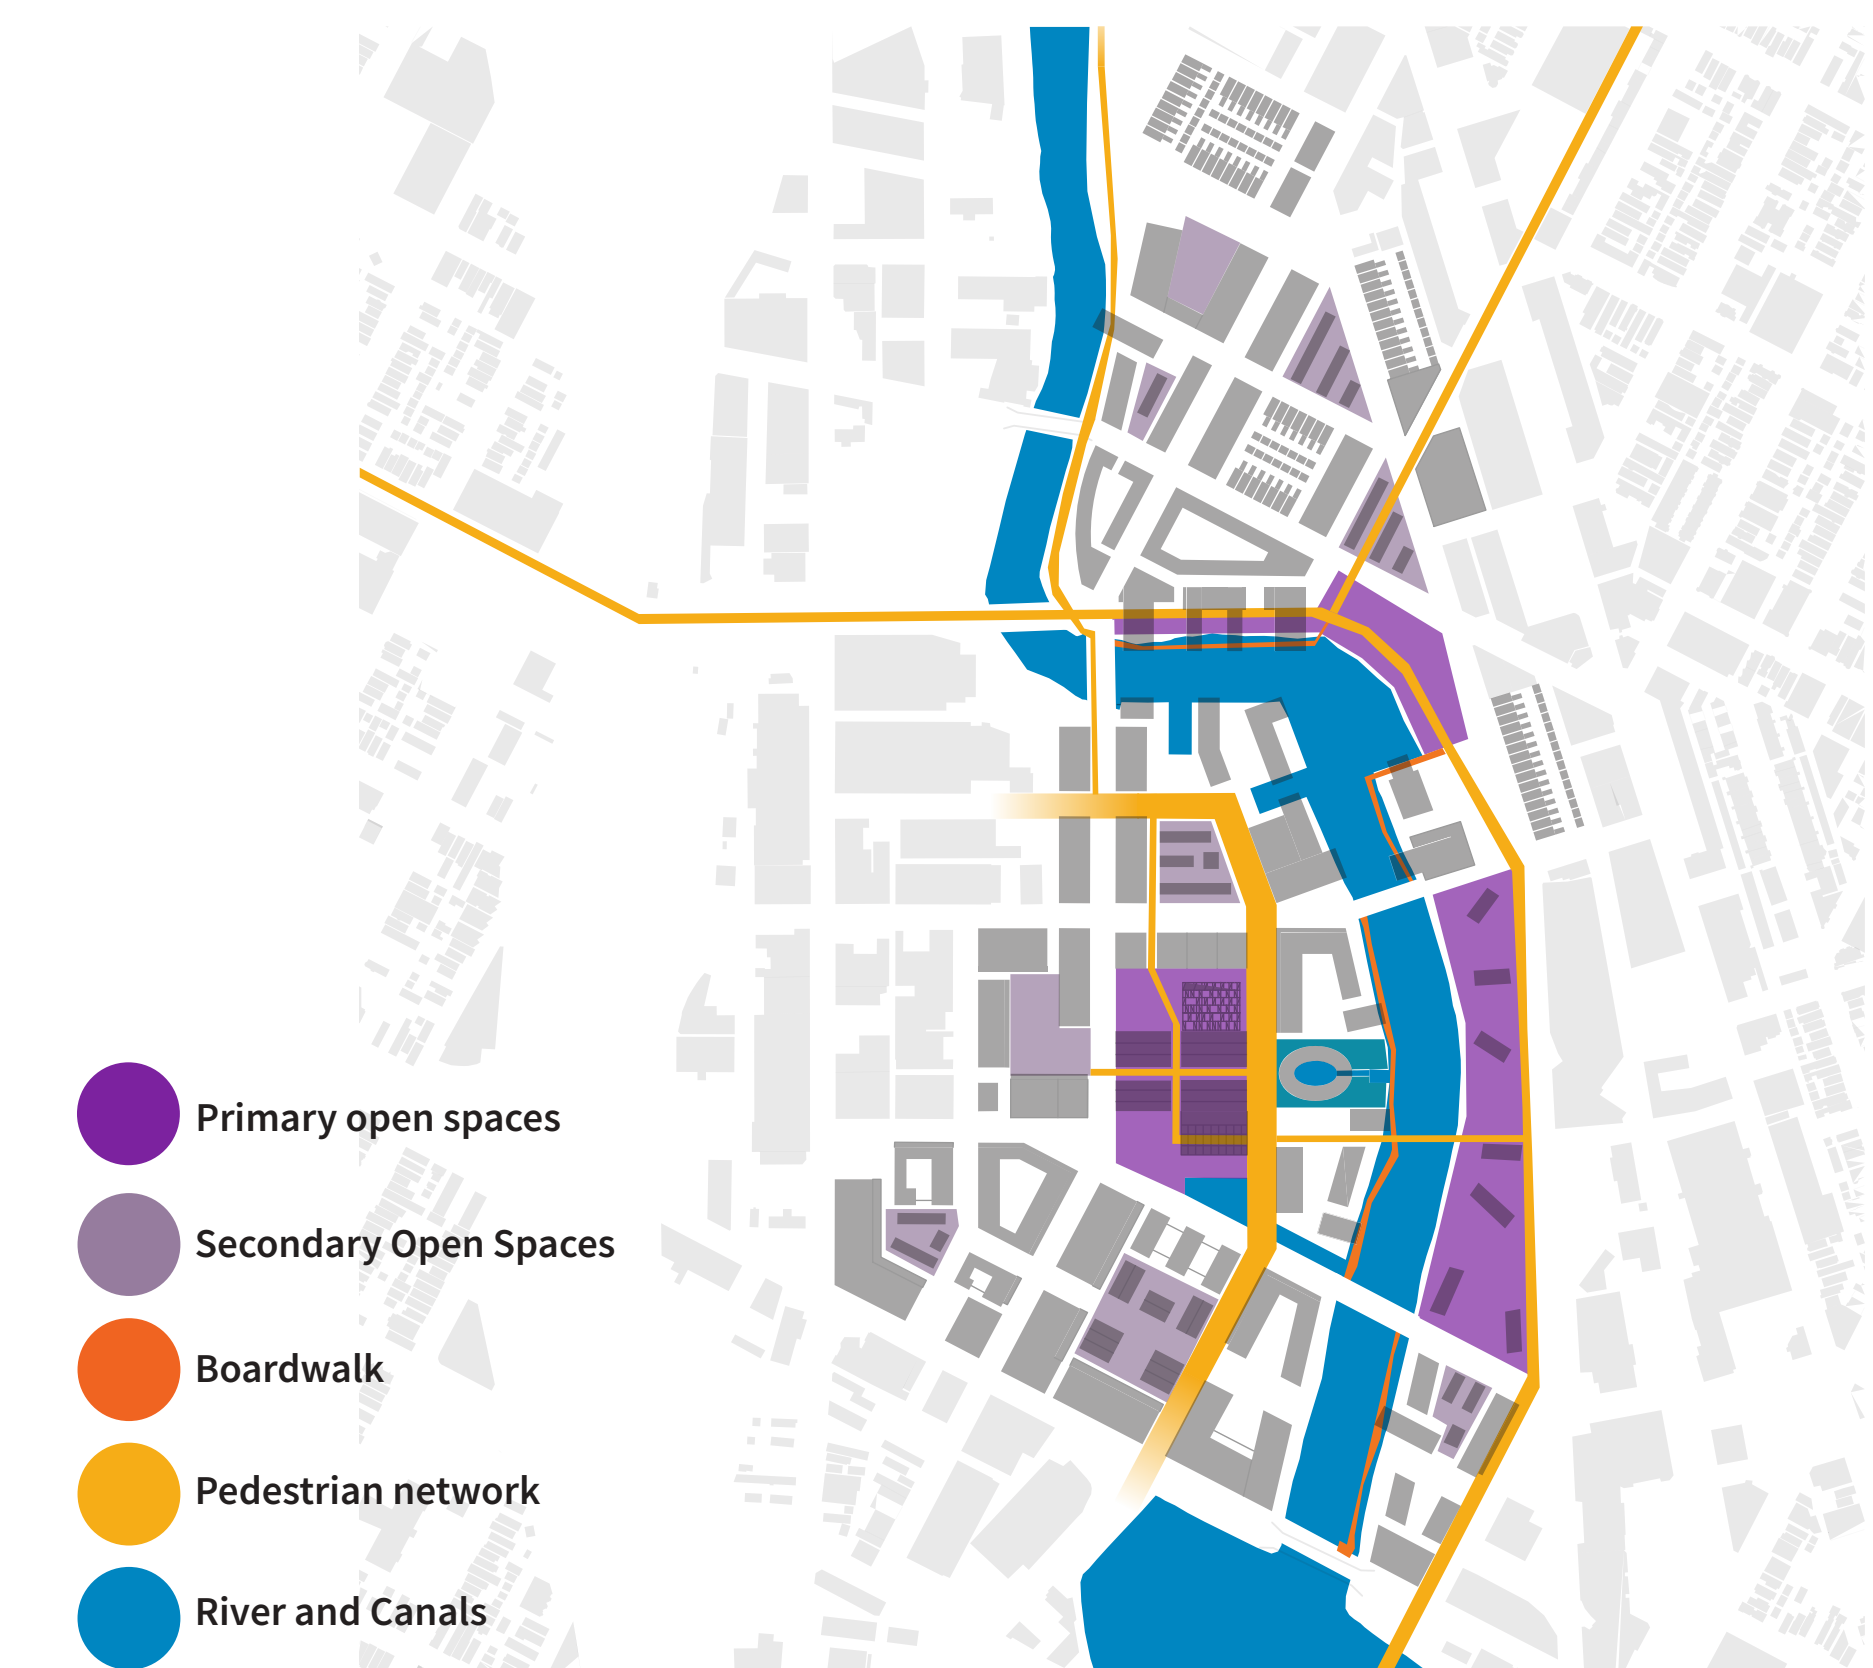 Primary open spaces
Secondary Open Spaces
Boardwalk
Pedestrian network
River and Canals